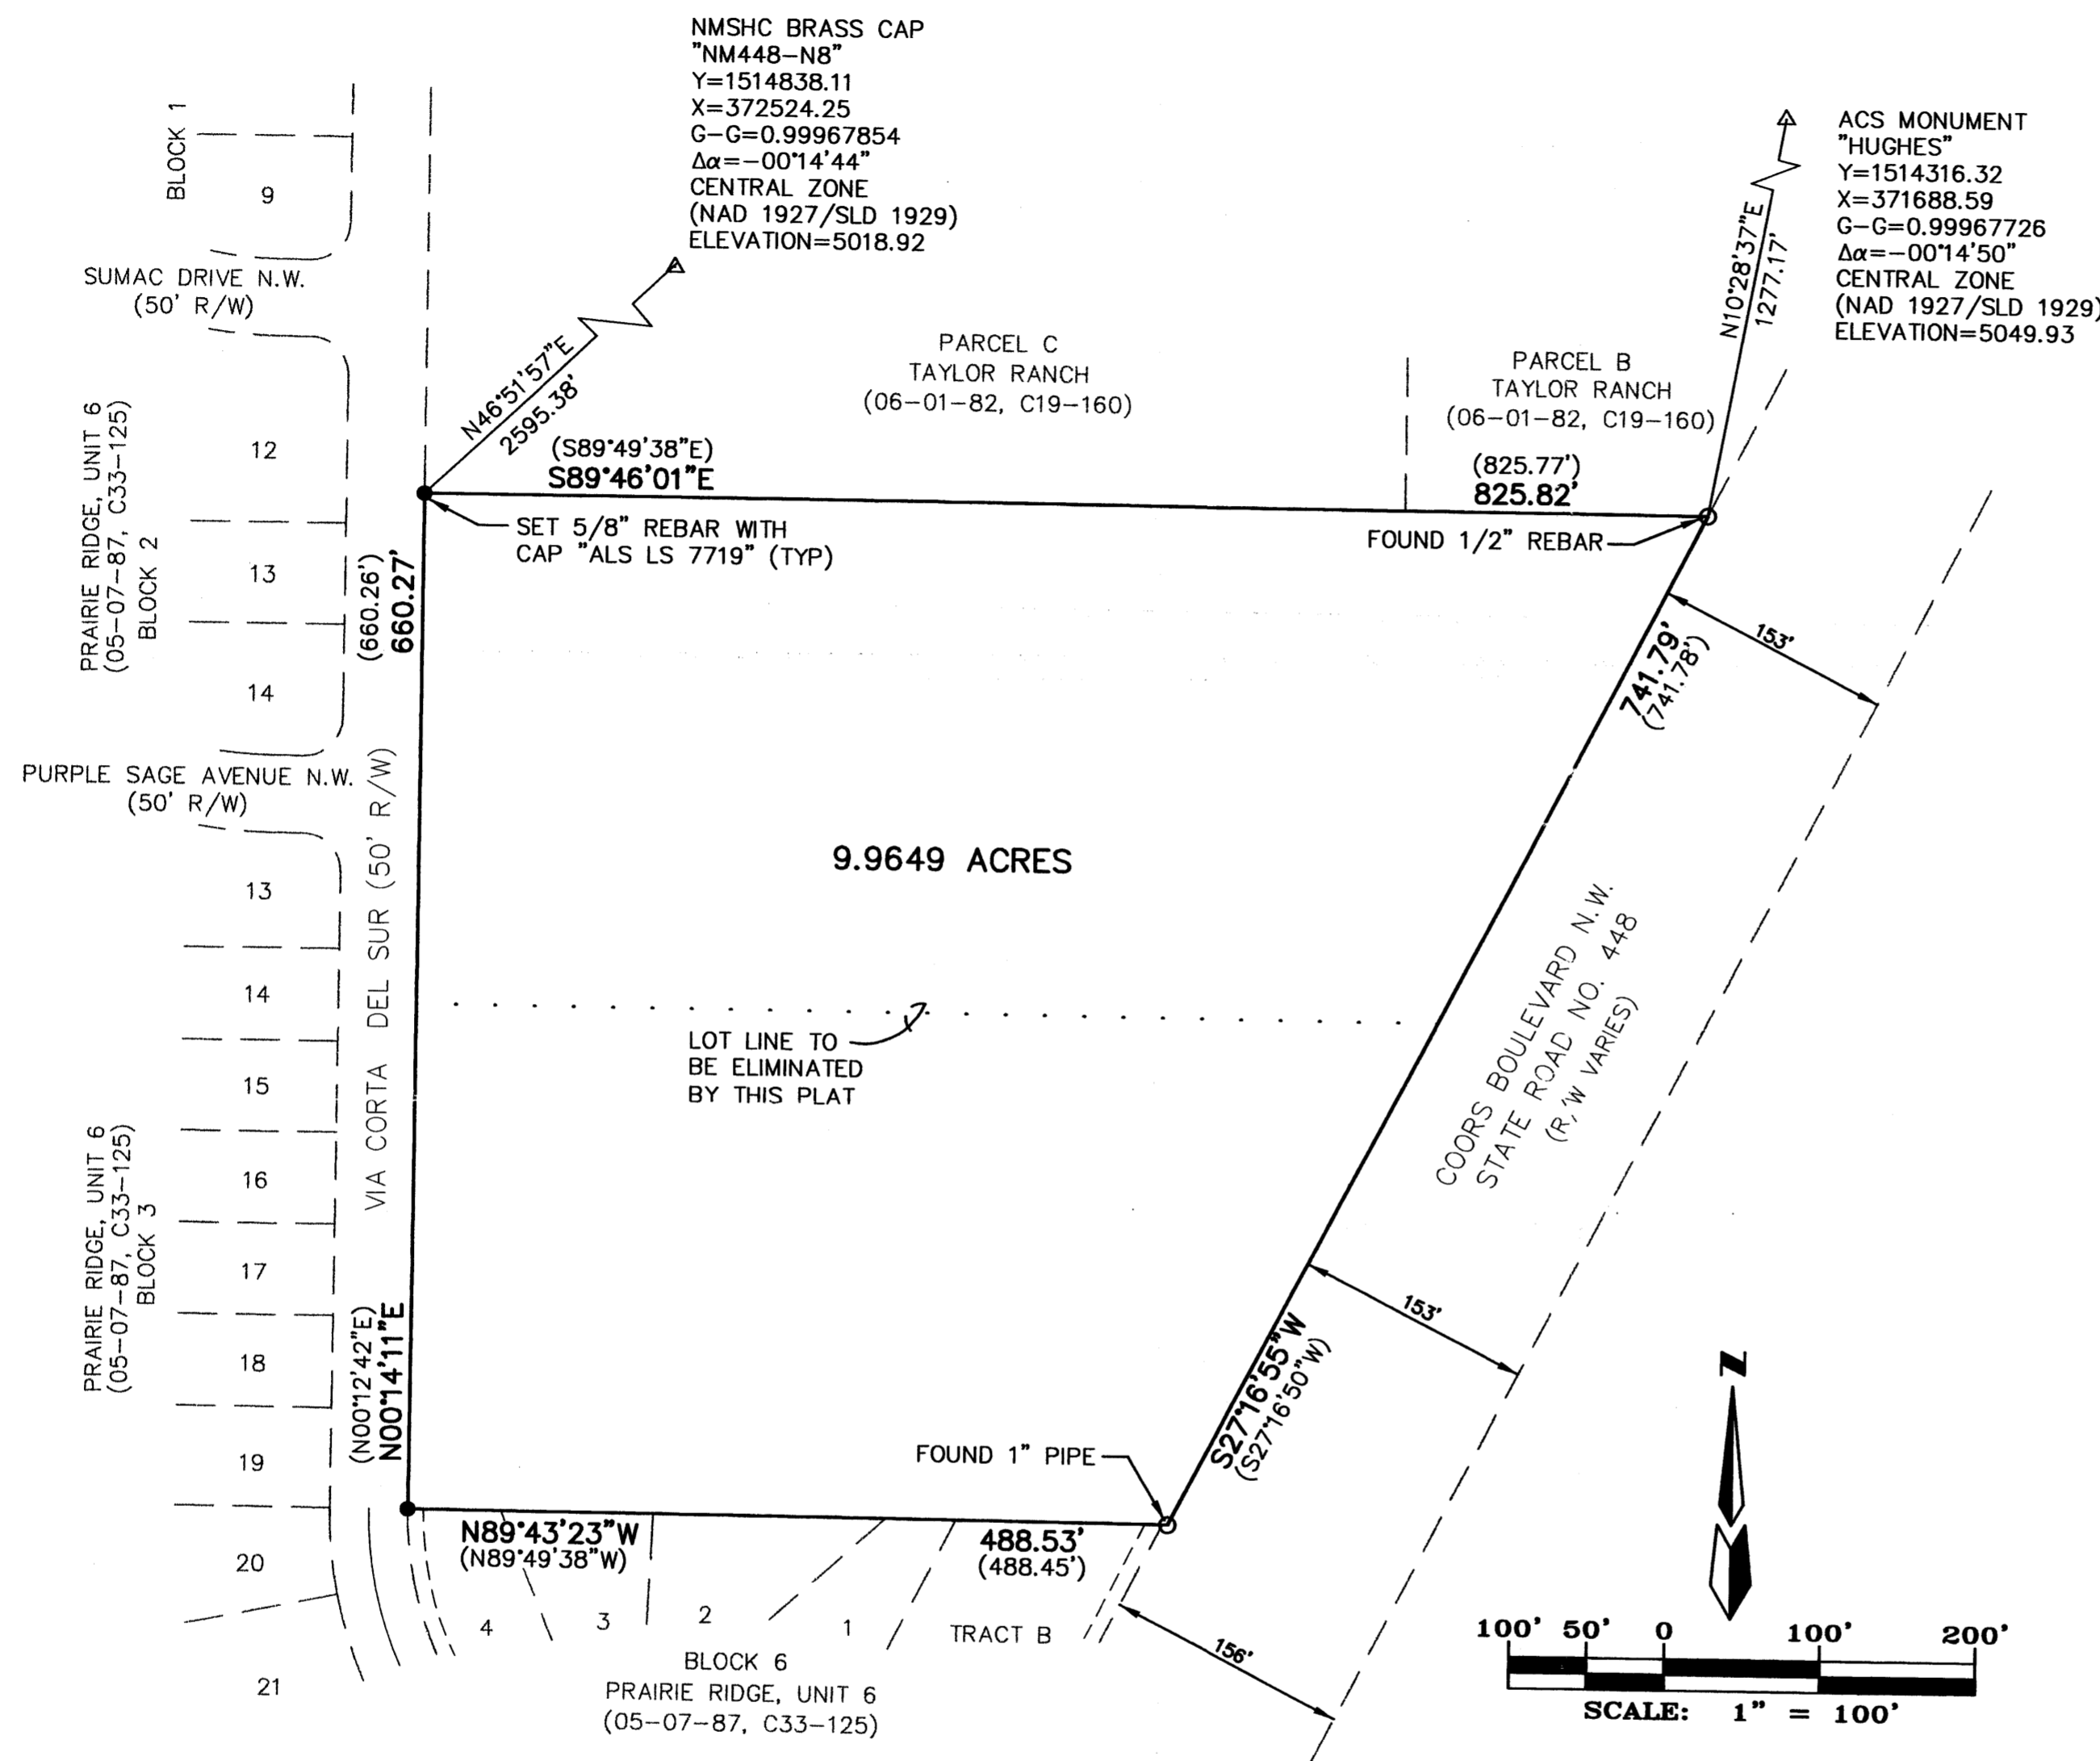 NMSHC BRASS CAP
"NM448-N8"
Y=1514838.11
X=372524.25
G-G=0.99967854
Δα=-00°14'44"
CENTRAL ZONE
(NAD 1927/SLD 1929)
ELEVATION=5018.92
ACS MONUMENT
"HUGHES"
Y=1514316.32
X=371688.59
G-G=0.99967726
Δα=-00°14'50"
CENTRAL ZONE
(NAD 1927/SLD 1929)
ELEVATION=5049.93
N10°28'37"E
1277.17'
BLOCK 1
9
SUMAC DRIVE N.W.
(50' R/W)
N46°51'57"E
2595.38'
PARCEL C
TAYLOR RANCH
(06-01-82, C19-160)
PARCEL B
TAYLOR RANCH
(06-01-82, C19-160)
(S89°49'38"E)
S89°46'01"E
(825.77')
825.82'
SET 5/8" REBAR WITH
CAP "ALS LS 7719" (TYP)
FOUND 1/2" REBAR
PRAIRIE RIDGE, UNIT 6
(05-07-87, C33-125)
BLOCK 2
12
13
14
(660.26')
660.27'
741.79'
(741.78')
153'
PURPLE SAGE AVENUE N.W.
(50' R/W)
VIA CORTA DEL SUR (50' R/W)
9.9649 ACRES
COORS BOULEVARD N.W.
STATE ROAD NO. 448
(R/W VARIES)
LOT LINE TO
BE ELIMINATED
BY THIS PLAT
13
14
15
16
17
18
19
20
21
PRAIRIE RIDGE, UNIT 6
(05-07-87, C33-125)
BLOCK 3
(N00°12'42"E)
N00°14'11"E
153'
S27°16'55"W
(S27°16'50"W)
FOUND 1" PIPE
N89°43'23"W
(N89°49'38"W)
488.53'
(488.45')
4
3
2
1
TRACT B
156'
BLOCK 6
PRAIRIE RIDGE, UNIT 6
(05-07-87, C33-125)
N
100' 50' 0 100' 200'
SCALE: 1" = 100'